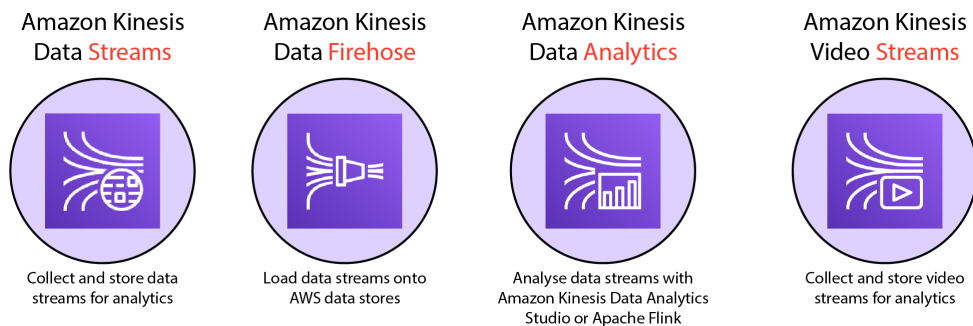 Amazon Kinesis
Data Streams
Amazon Kinesis
Data Firehose
Amazon Kinesis
Data Analytics
Amazon Kinesis
Video Streams
Collect and store data
streams for analytics
Load data streams onto
AWS data stores
Analyse data streams with
Amazon Kinesis Data Analytics
Studio or Apache Flink
Collect and store video
streams for analytics